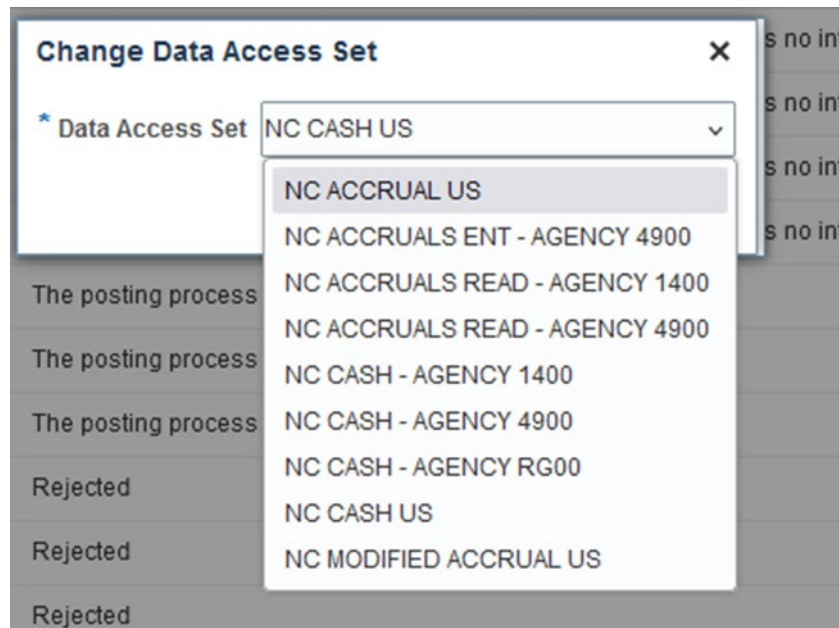 Change Data Access Set
s no in
s no in
* Data Access Set NC CASH US
s no in
NC ACCRUAL US
s no in
NC ACCRUALS ENT - AGENCY 4900
NC ACCRUALS READ - AGENCY 1400
NC ACCRUALS READ - AGENCY 4900
NC CASH - AGENCY 1400
NC CASH - AGENCY 4900
NC CASH - AGENCY RG00
NC CASH US
NC MODIFIED ACCRUAL US
The posting process
The posting process
The posting process
Rejected
Rejected
Rejected